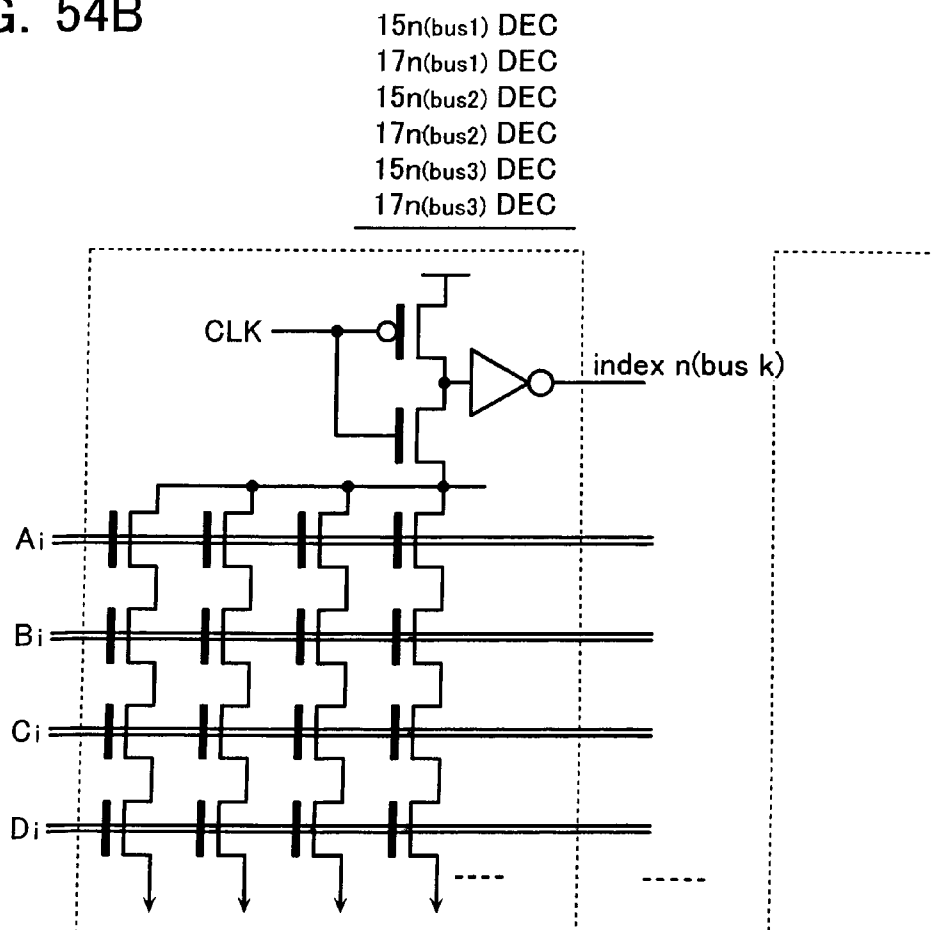 G. 54B
15n(bus1) DEC
17n(bus1) DEC
15n(bus2) DEC
17n(bus2) DEC
15n(bus3) DEC
17n(bus3) DEC
CLK
index n(bus k)
Ai
Bi
Ci
Di